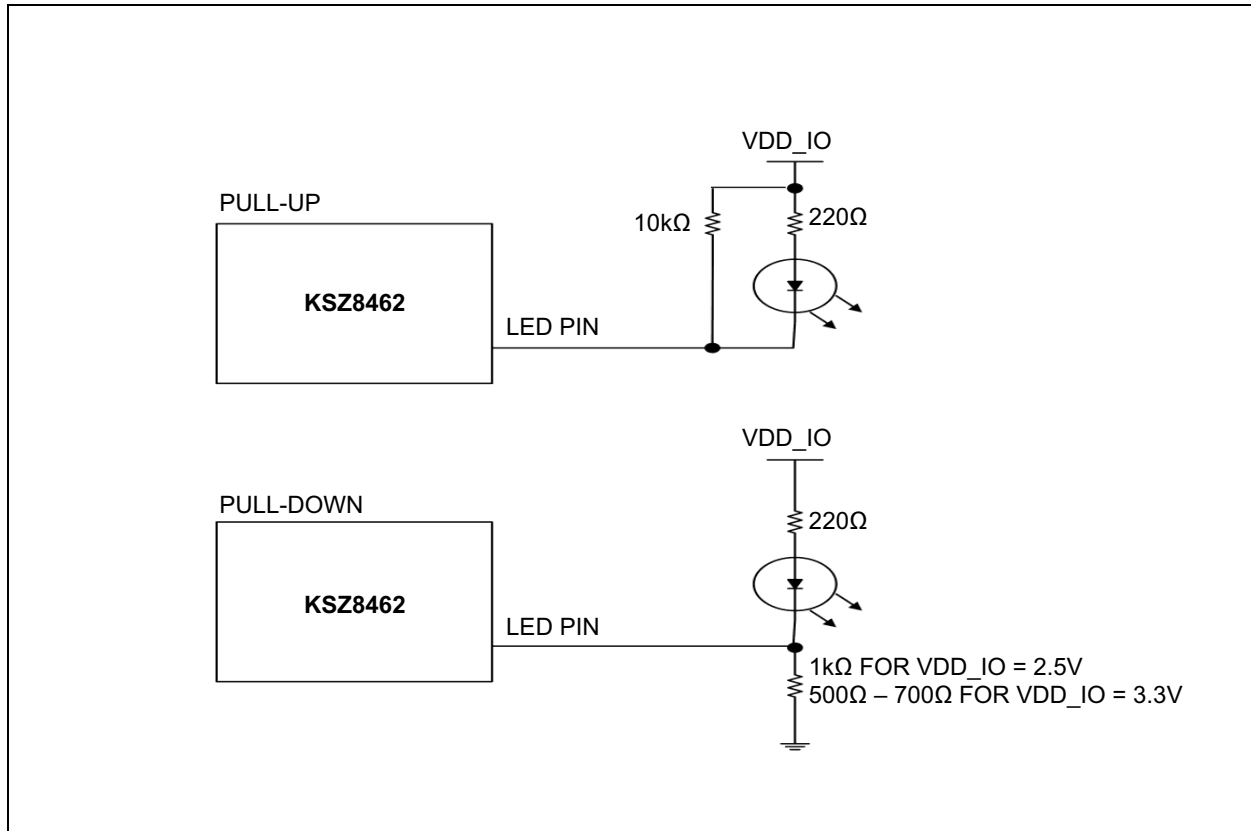 VDD_IO
PULL-UP
10kΩ
220Ω
KSZ8462
LED PIN
VDD_IO
PULL-DOWN
220Ω
KSZ8462
LED PIN
1kΩ FOR VDD_IO = 2.5V
500Ω – 700Ω FOR VDD_IO = 3.3V